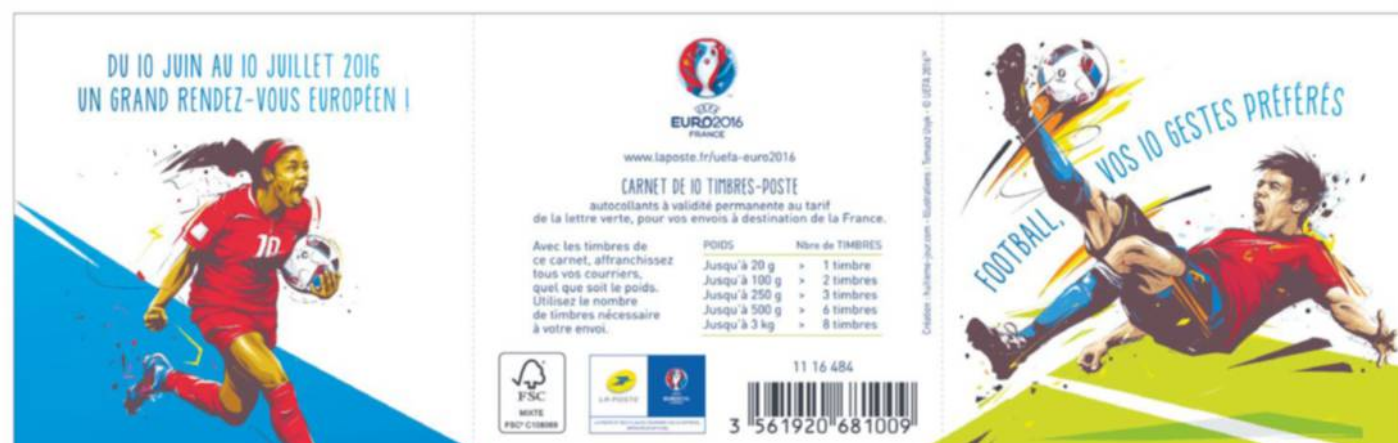 DU 10 JUIN AU 10 JUILLET 2016
UN GRAND RENDEZ-VOUS EUROPÉEN !
10
UEFA
EURO2016
FRANCE
www.laposte.fr/uefa-euro2016
CARNET DE 10 TIMBRES-POSTE
autocollants à validité permanente au tarif
de la lettre verte, pour vos envois à destination de la France.
Avec les timbres de
ce carnet, affranchissez
tous vos courriers,
quel que soit le poids.
Utilisez le nombre
de timbres nécessaire
à votre envoi.
POIDS Nbre de TIMBRES
Jusqu'à 20 g > 1 timbre
Jusqu'à 100 g > 2 timbres
Jusqu'à 250 g > 3 timbres
Jusqu'à 500 g > 6 timbres
Jusqu'à 3 kg > 8 timbres
FSC
MIXTE
FSC® C108089
LA POSTE
11 16 484
3 561920 681009
FOOTBALL, VOS 10 GESTES PRÉFÉRÉS